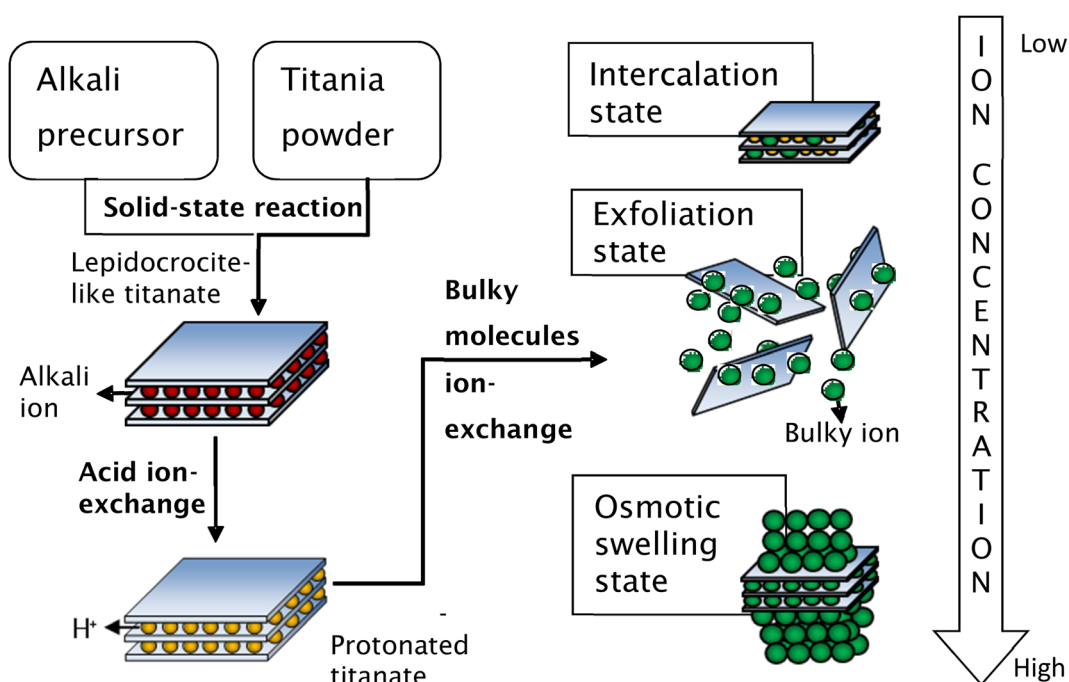 Alkali
precursor
Titania
powder
Solid-state reaction
Lepidocrocite-
like titanate
Alkali
ion
Acid ion-
exchange
H⁺
Protonated
titanate
Bulky
molecules
ion-
exchange
Intercalation
state
Exfoliation
state
Bulky ion
Osmotic
swelling
state
ION CONCENTRATION
Low
High